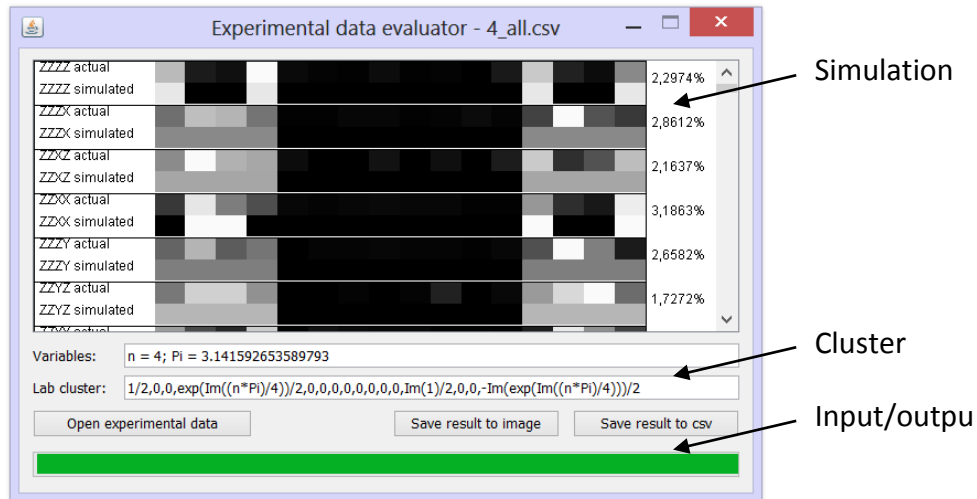 Experimental data evaluator - 4_all.csv
ZZZZ actual
ZZZZ simulated
2,2974%
ZZZX actual
ZZZX simulated
2,8612%
ZZXZ actual
ZZXZ simulated
2,1637%
ZZXX actual
ZZXX simulated
3,1863%
ZZZY actual
ZZZY simulated
2,6582%
ZZYZ actual
ZZYZ simulated
1,7272%
Simulation
Variables: n = 4; Pi = 3.141592653589793
Lab cluster: 1/2,0,0,exp(Im((n*Pi)/4))/2,0,0,0,0,0,0,0,0,Im(1)/2,0,0,-Im(exp(Im((n*Pi)/4)))/2
Cluster
Open experimental data Save result to image Save result to csv
Input/outpu